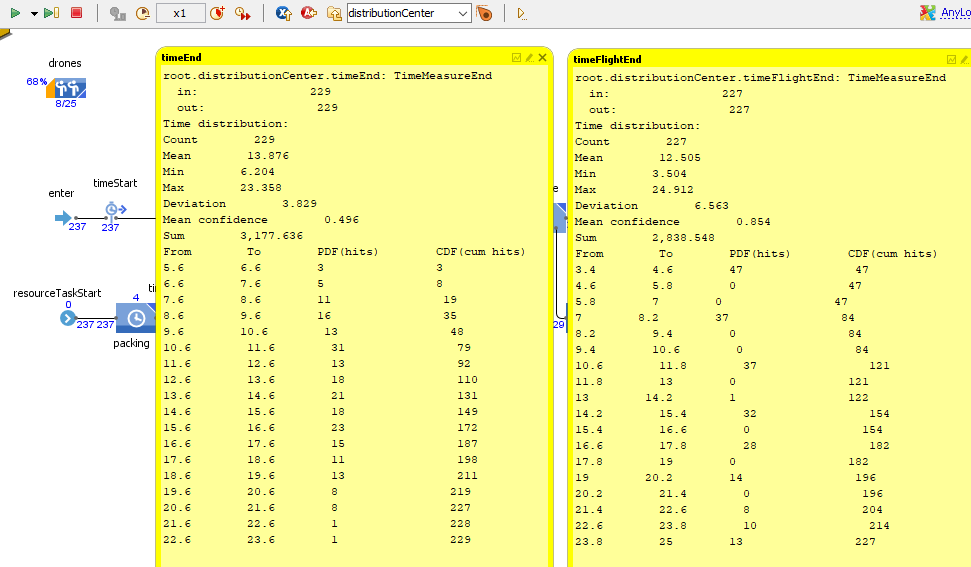 x1
distributionCenter
AnyLo
drones
68%
8/25
enter
timeStart
237
237
resourceTaskStart
0
237 237
ti
4
packing
timeEnd
root.distributionCenter.timeEnd: TimeMeasureEnd
in: 229
out: 229
Time distribution:
Count 229
Mean 13.876
Min 6.204
Max 23.358
Deviation 3.829
Mean confidence 0.496
Sum 3,177.636
From To PDF(hits) CDF(cum hits)
5.6 6.6 3 3
6.6 7.6 5 8
7.6 8.6 11 19
8.6 9.6 16 35
9.6 10.6 13 48
10.6 11.6 31 79
11.6 12.6 13 92
12.6 13.6 18 110
13.6 14.6 21 131
14.6 15.6 18 149
15.6 16.6 23 172
16.6 17.6 15 187
17.6 18.6 11 198
18.6 19.6 13 211
19.6 20.6 8 219
20.6 21.6 8 227
21.6 22.6 1 228
22.6 23.6 1 229
e
29
timeFlightEnd
root.distributionCenter.timeFlightEnd: TimeMeasureEnd
in: 227
out: 227
Time distribution:
Count 227
Mean 12.505
Min 3.504
Max 24.912
Deviation 6.563
Mean confidence 0.854
Sum 2,838.548
From To PDF(hits) CDF(cum hits)
3.4 4.6 47 47
4.6 5.8 0 47
5.8 7 0 47
7 8.2 37 84
8.2 9.4 0 84
9.4 10.6 0 84
10.6 11.8 37 121
11.8 13 0 121
13 14.2 1 122
14.2 15.4 32 154
15.4 16.6 0 154
16.6 17.8 28 182
17.8 19 0 182
19 20.2 14 196
20.2 21.4 0 196
21.4 22.6 8 204
22.6 23.8 10 214
23.8 25 13 227